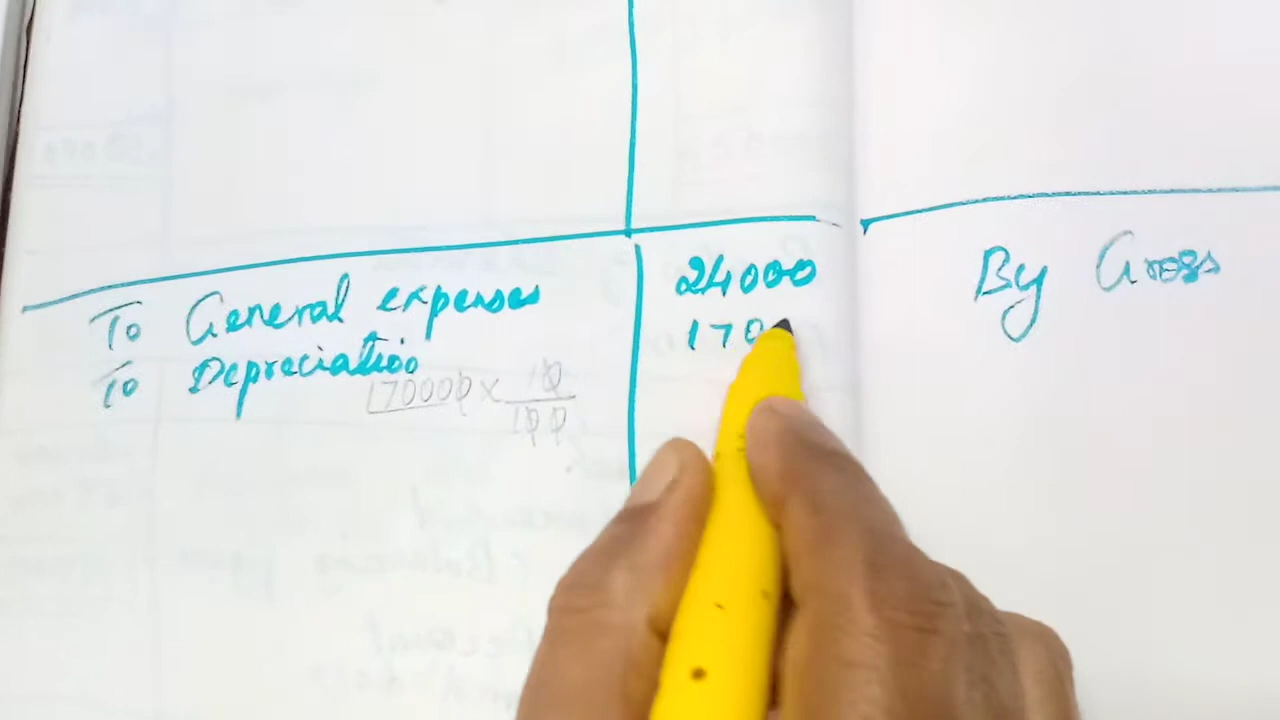 To General expenses 24000 By Gross
To Depreciation 170
170000 x 10
100